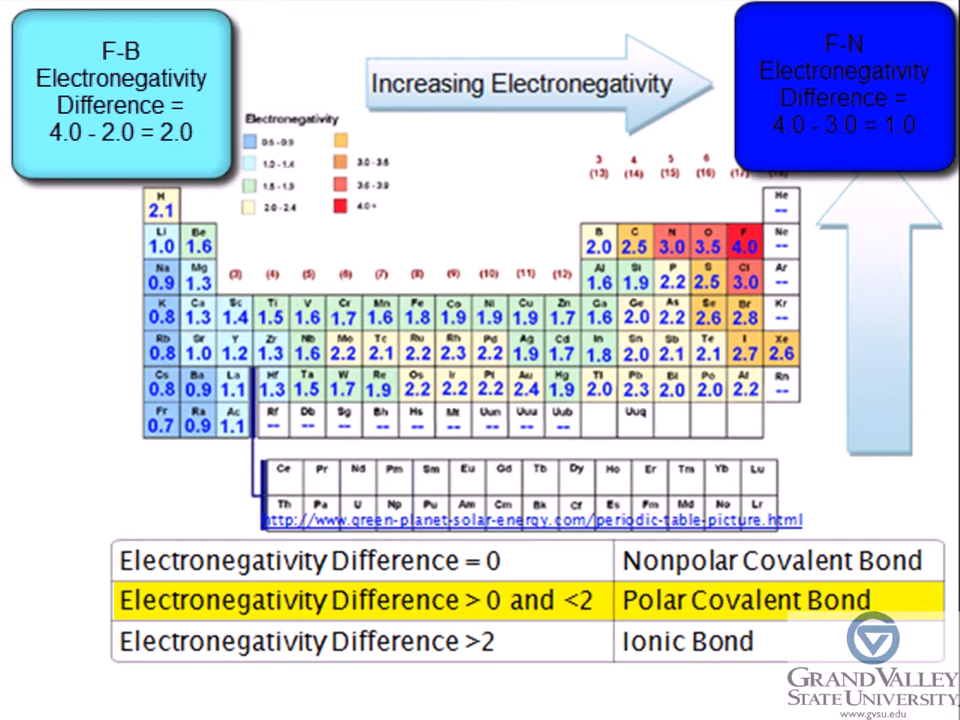 F-B
Electronegativity
Difference =
4.0 - 2.0 = 2.0
Increasing Electronegativity
F-N
Electronegativity
Difference =
4.0 - 3.0 = 1.0
Electronegativity
0.6 - 0.9
1.0 - 1.4 3.0 - 3.5
1.5 - 1.9
2.0 - 2.4 4.0 +
3 4 5 6
(13) (14) (15) (16) (17)
H He
2.1 --
Li Be B C N O F Ne
1.0 1.6 2.0 2.5 3.0 3.5 4.0 --
Na Mg (3) (4) (5) (6) (7) (8) (9) (10) (11) (12) Al Si P S Cl Ar
0.9 1.3 1.6 1.9 2.2 2.5 3.0 --
K Ca Sc Ti V Cr Mn Fe Co Ni Cu Zn Ga Ge As Se Br Kr
0.8 1.3 1.4 1.5 1.6 1.7 1.6 1.8 1.9 1.9 1.9 1.7 1.6 2.0 2.2 2.6 2.8 --
Rb Sr Y Zr Nb Mo Tc Ru Rh Pd Ag Cd In Sn Sb Te I Xe
0.8 1.0 1.2 1.3 1.6 2.2 2.1 2.2 2.3 2.2 1.9 1.7 1.8 2.0 2.1 2.1 2.7 2.6
Cs Ba La Hf Ta W Re Os Ir Pt Au Hg Tl Pb Bi Po At Rn
0.8 0.9 1.1 1.3 1.5 1.7 1.9 2.2 2.2 2.2 2.4 1.9 2.0 2.3 2.0 2.0 2.2 --
Fr Ra Ac Rf Db Sg Bh Hs Mt Uun Uuu Uub Uuq
0.7 0.9 1.1 -- -- -- -- -- -- -- -- --
Ce Pr Nd Pm Sm Eu Gd Tb Dy Ho Er Tm Yb Lu
Th Pa U Np Pu Am Cm Bk Cf Es Fm Md No Lr
http://www.green-planet-solar-energy.com/periodic-table-picture.html
Electronegativity Difference = 0 Nonpolar Covalent Bond
Electronegativity Difference > 0 and <2 Polar Covalent Bond
Electronegativity Difference >2 Ionic Bond
GRAND VALLEY
STATE UNIVERSITY
www.gvsu.edu